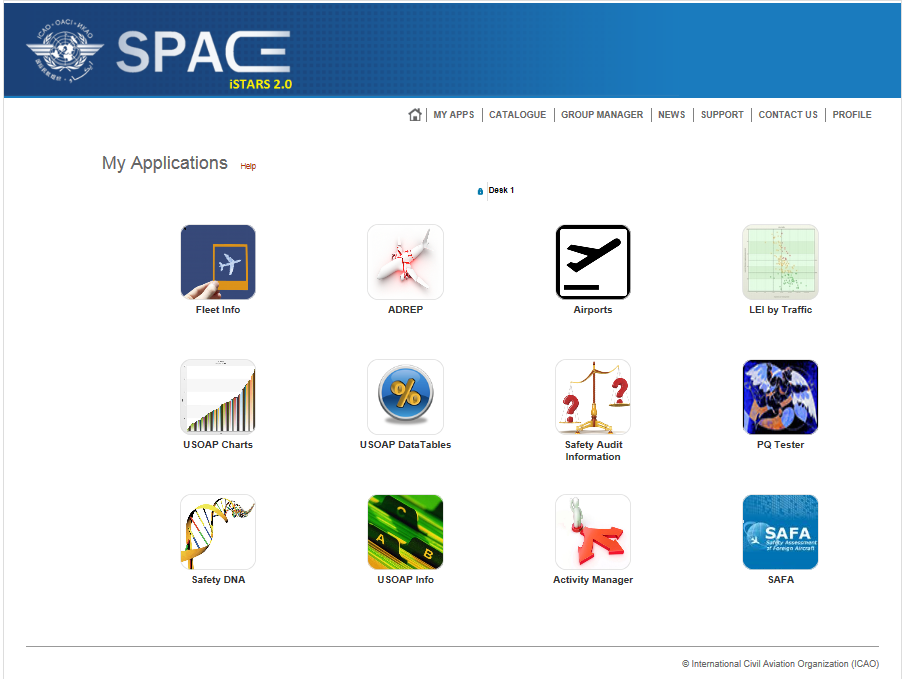 ICAO · OACI · ИКАО
SPACE
iSTARS 2.0
MY APPS
CATALOGUE
GROUP MANAGER
NEWS
SUPPORT
CONTACT US
PROFILE
My Applications Help
Desk 1
Fleet Info
ADREP
Airports
LEI by Traffic
%
?
?
USOAP Charts
USOAP DataTables
Safety Audit
Information
PQ Tester
A
B
C
SAFA
Safety Assessment
of Foreign Aircraft
Safety DNA
USOAP Info
Activity Manager
SAFA
© International Civil Aviation Organization (ICAO)